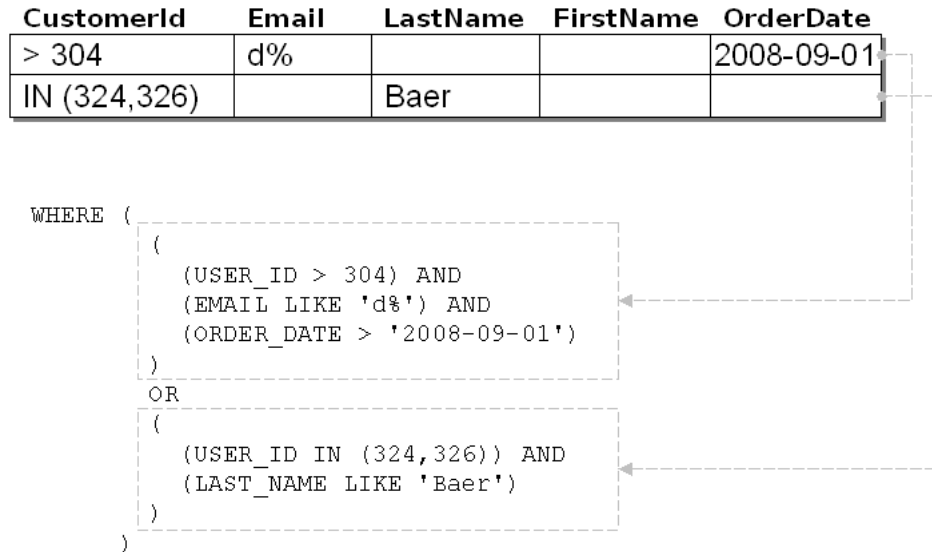 CustomerId Email LastName FirstName OrderDate
> 304 d% 2008-09-01
IN (324,326) Baer
WHERE (
(
(USER_ID > 304) AND
(EMAIL LIKE 'd%') AND
(ORDER_DATE > '2008-09-01')
)
OR
(
(USER_ID IN (324,326)) AND
(LAST_NAME LIKE 'Baer')
)
)